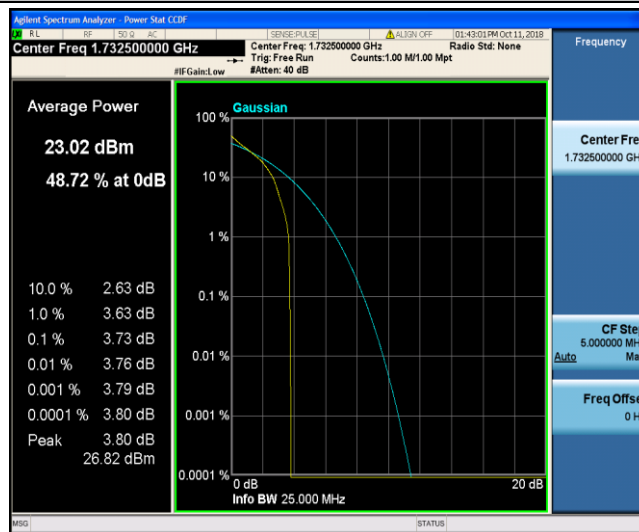 Agilent Spectrum Analyzer - Power Stat CCDF
RL RF 50 Ω AC SENSE:PULSE ALIGN OFF 01:43:01 PM Oct 11, 2018
Center Freq 1.732500000 GHz
Center Freq: 1.732500000 GHz Radio Std: None
Trig: Free Run Counts:1.00 M/1.00 Mpt
#IFGain:Low #Atten: 40 dB
Frequency
Average Power
23.02 dBm
48.72 % at 0dB
10.0 % 2.63 dB
1.0 % 3.63 dB
0.1 % 3.73 dB
0.01 % 3.76 dB
0.001 % 3.79 dB
0.0001 % 3.80 dB
Peak 3.80 dB
26.82 dBm
Gaussian
100 %
10 %
1 %
0.1 %
0.01 %
0.001 %
0.0001 %
0 dB 20 dB
Info BW 25.000 MHz
Center Fre
1.732500000 GH
CF Ste
5.000000 MH
Auto Ma
Freq Offse
0 H
MSG STATUS